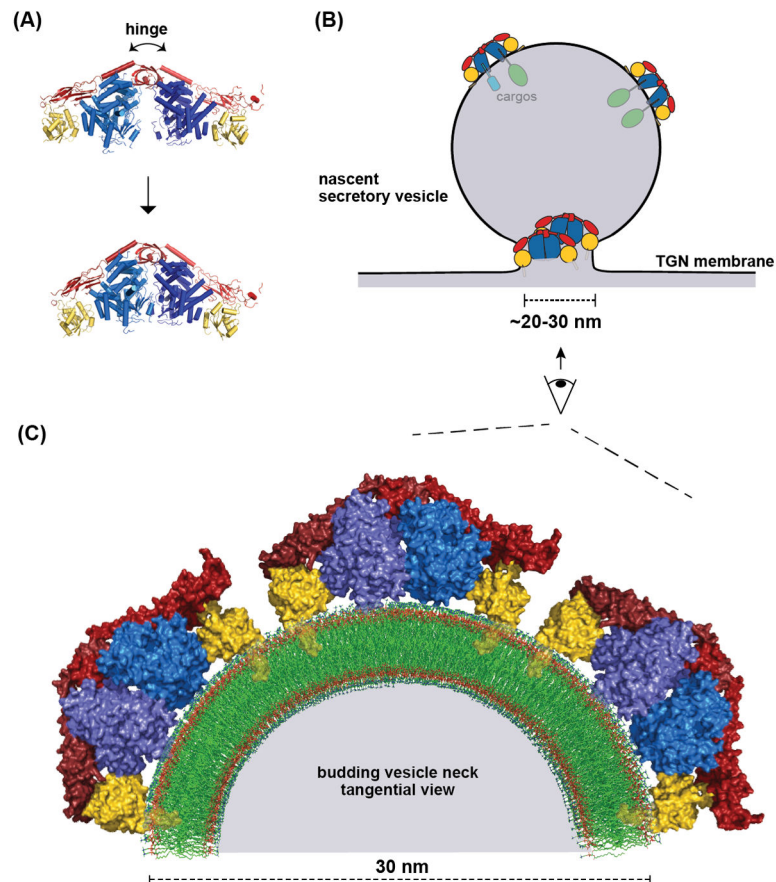 (A)
hinge
(B)
cargos
nascent
secretory vesicle
TGN membrane
~20-30 nm
(C)
budding vesicle neck
tangential view
30 nm